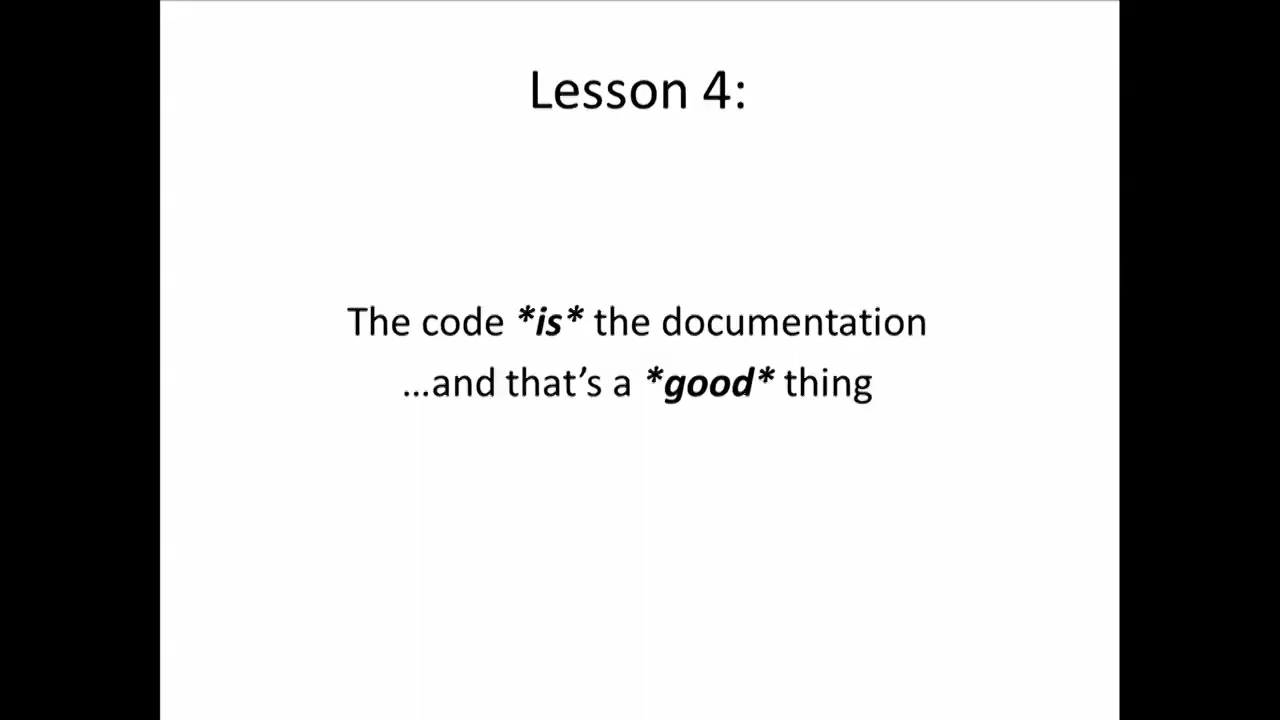 Lesson 4:
The code *is* the documentation
...and that's a *good* thing